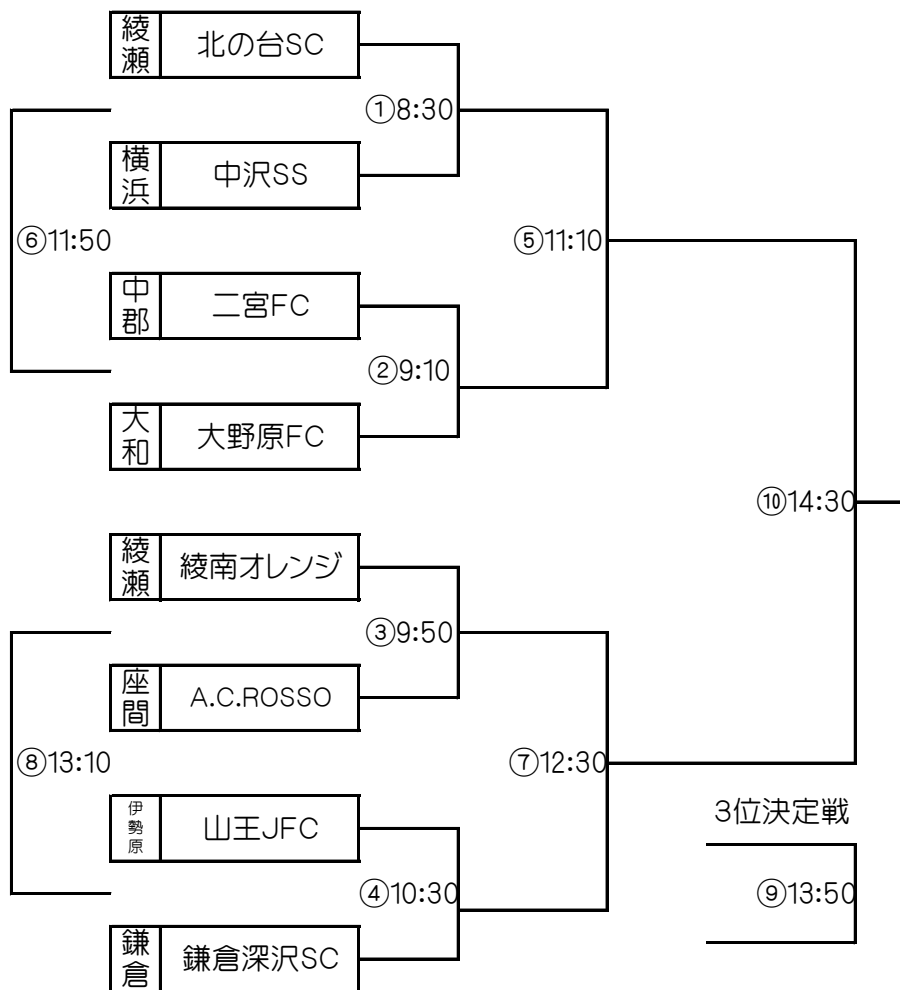 綾瀬 北の台SC
①8:30
横浜 中沢SS
⑥11:50
⑤11:10
中郡 二宮FC
②9:10
大和 大野原FC
⑩14:30
綾瀬 綾南オレンジ
③9:50
座間 A.C.ROSSO
⑧13:10
⑦12:30
伊勢原 山王JFC
3位決定戦
④10:30
⑨13:50
鎌倉 鎌倉深沢SC